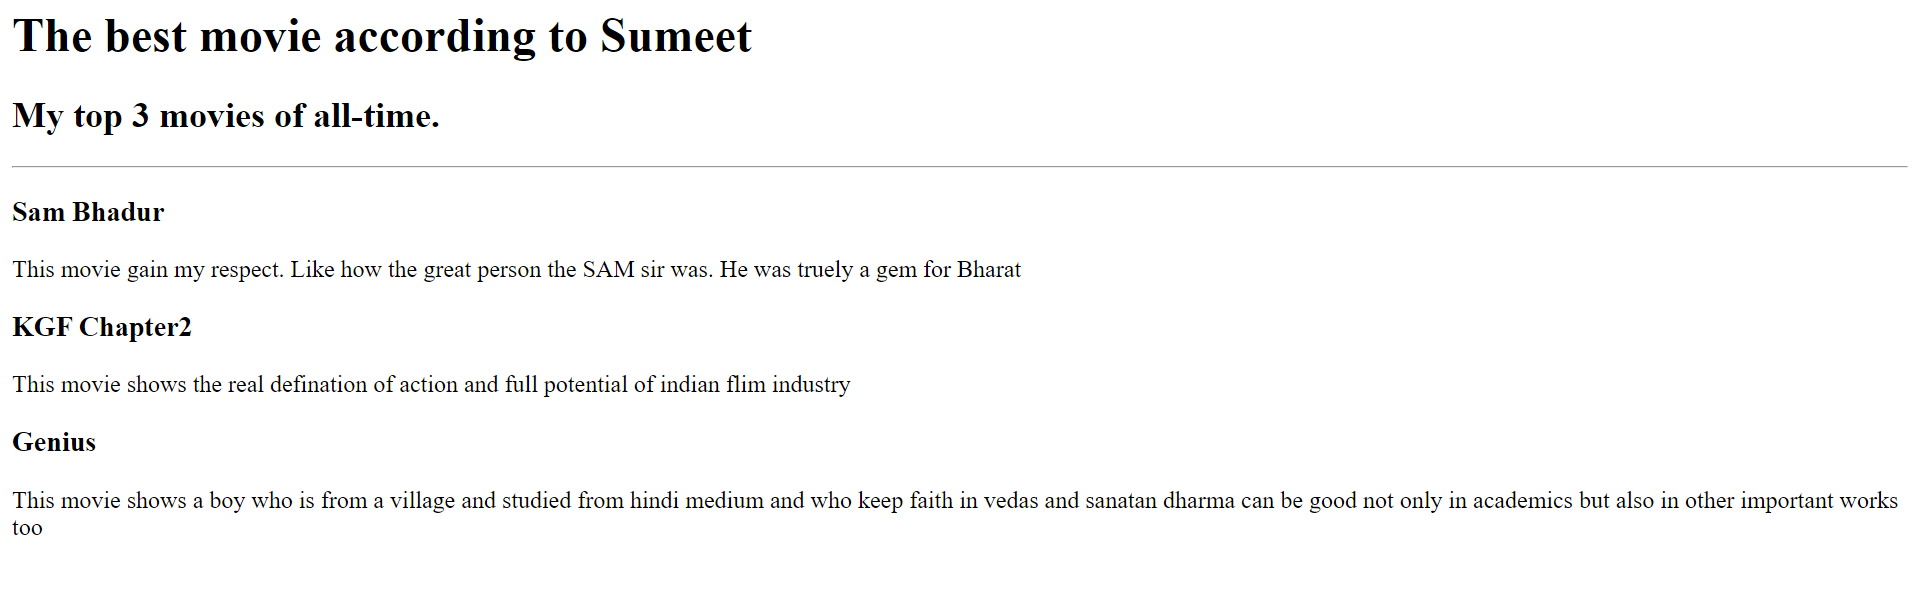 The best movie according to Sumeet
My top 3 movies of all-time.
Sam Bhadur
This movie gain my respect. Like how the great person the SAM sir was. He was truely a gem for Bharat
KGF Chapter2
This movie shows the real defination of action and full potential of indian flim industry
Genius
This movie shows a boy who is from a village and studied from hindi medium and who keep faith in vedas and sanatan dharma can be good not only in academics but also in other important works
too